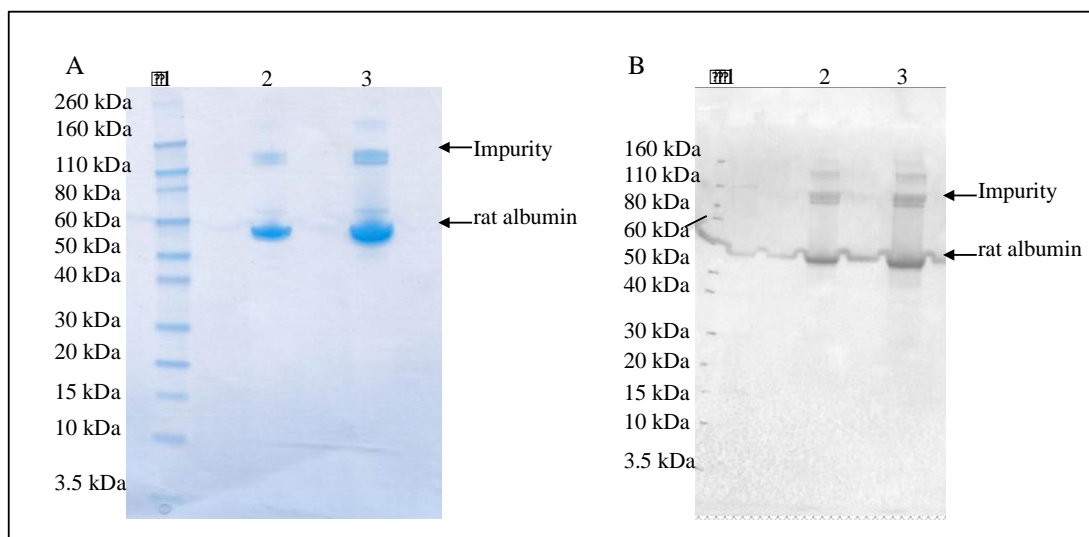 A
1 2 3
260 kDa
160 kDa
110 kDa
80 kDa
60 kDa
50 kDa
40 kDa
30 kDa
20 kDa
15 kDa
10 kDa
3.5 kDa
Impurity
rat albumin
B
1 2 3
160 kDa
110 kDa
80 kDa
60 kDa
50 kDa
40 kDa
30 kDa
20 kDa
15 kDa
10 kDa
3.5 kDa
Impurity
rat albumin